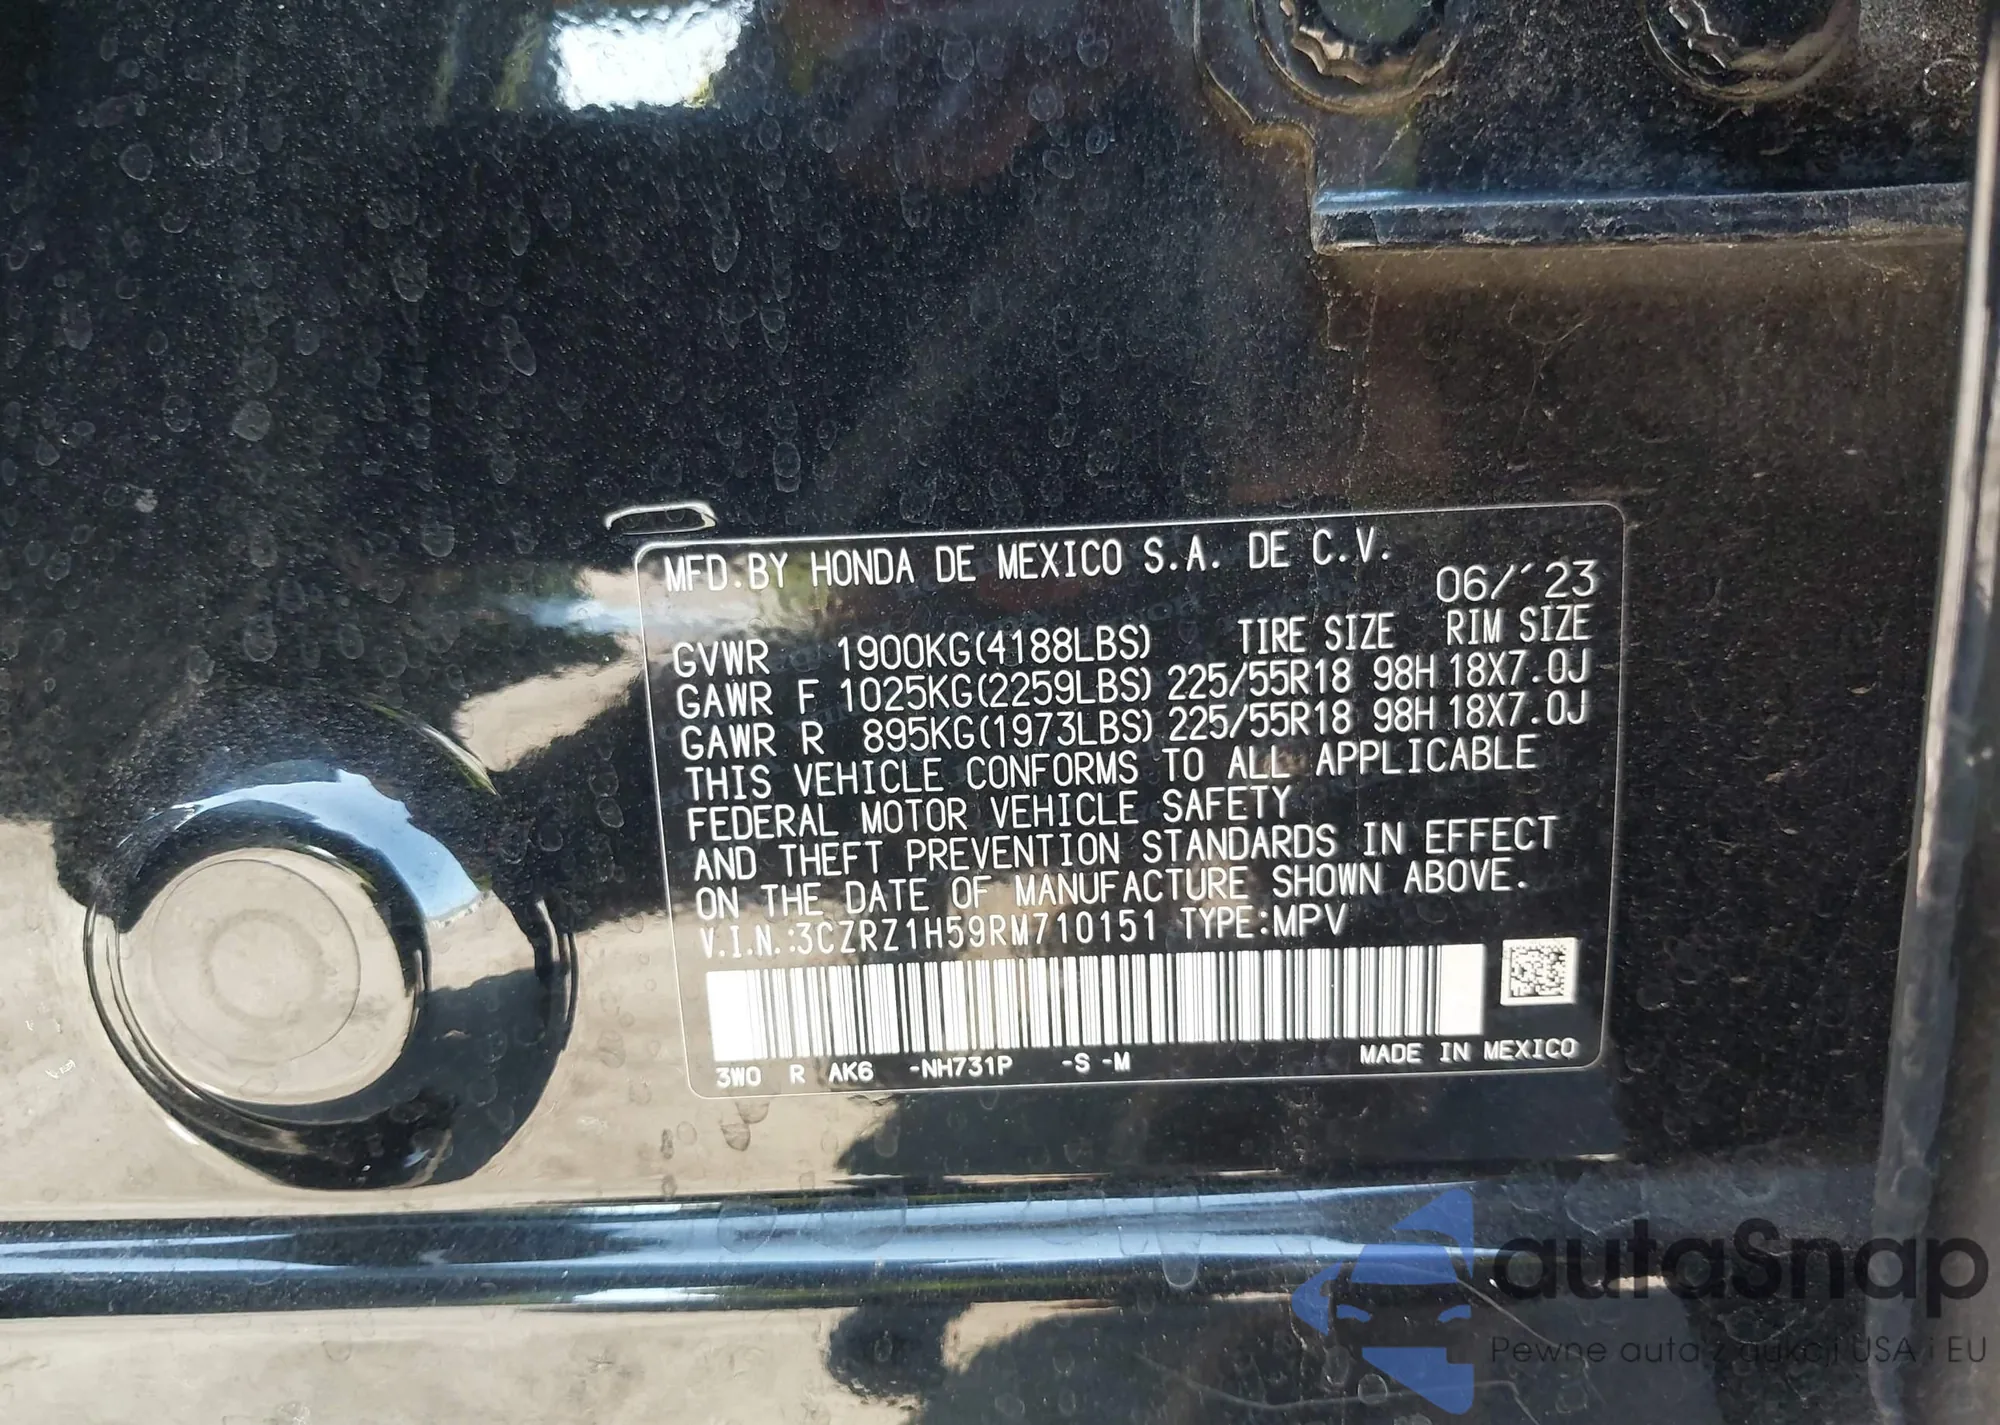 MFD.BY HONDA DE MEXICO S.A. DE C.V.
06/´23
GVWR 1900KG(4188LBS) TIRE SIZE RIM SIZE
GAWR F 1025KG(2259LBS) 225/55R18 98H 18X7.0J
GAWR R 895KG(1973LBS) 225/55R18 98H 18X7.0J
THIS VEHICLE CONFORMS TO ALL APPLICABLE
FEDERAL MOTOR VEHICLE SAFETY
AND THEFT PREVENTION STANDARDS IN EFFECT
ON THE DATE OF MANUFACTURE SHOWN ABOVE.
V.I.N.:3CZRZ1H59RM710151 TYPE:MPV
3W0 R AK6 -NH731P -S -M MADE IN MEXICO
autaSnap
Pewne auta z aukcji USA i EU